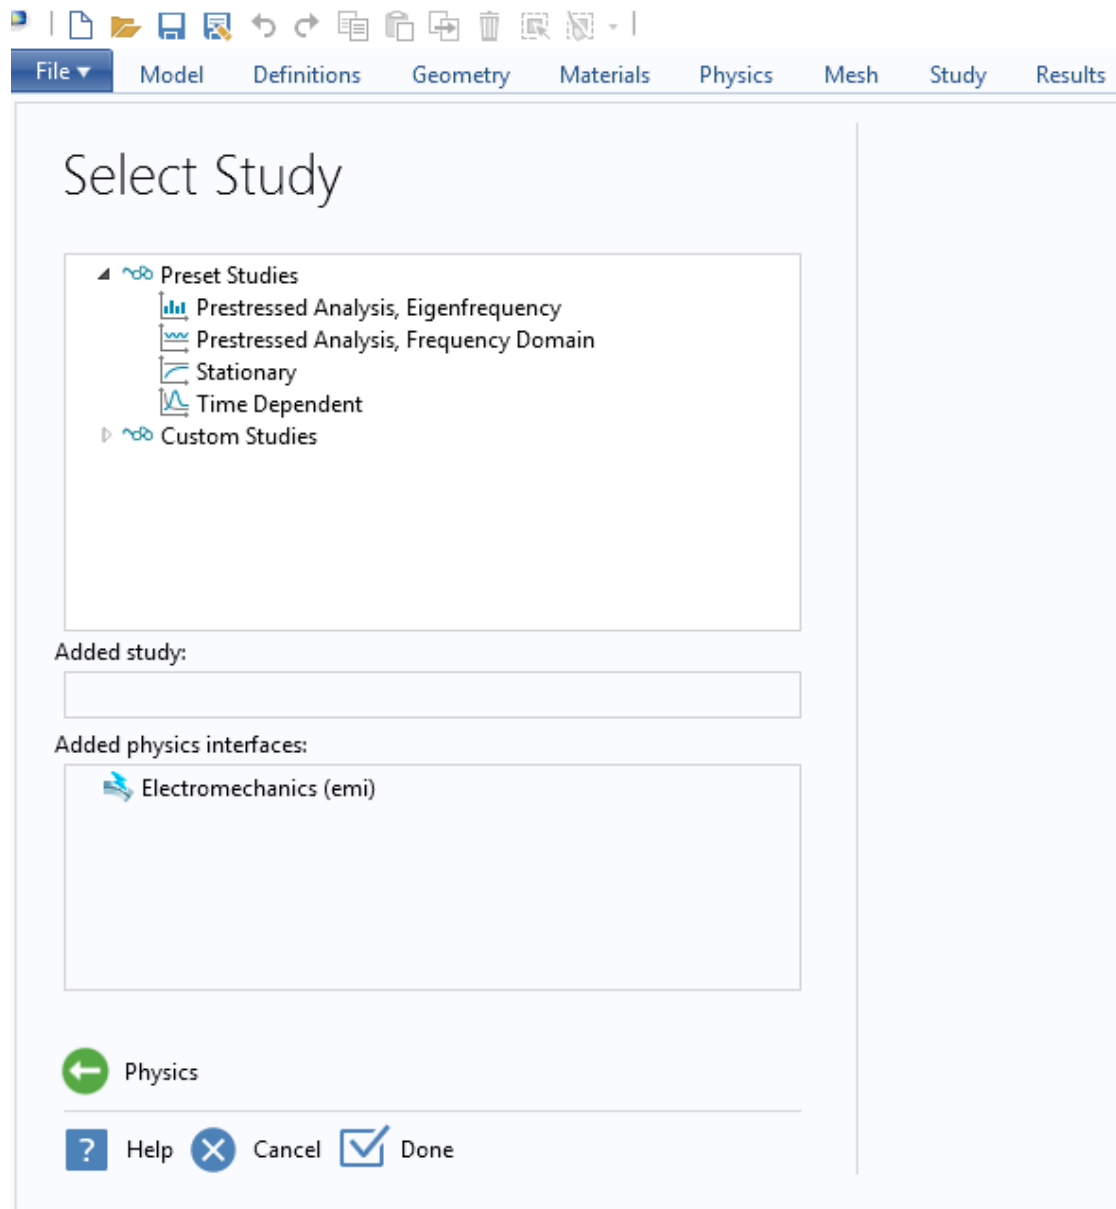 File Model Definitions Geometry Materials Physics Mesh Study Results
Select Study
Preset Studies
Prestressed Analysis, Eigenfrequency
Prestressed Analysis, Frequency Domain
Stationary
Time Dependent
Custom Studies
Added study:
Added physics interfaces:
Electromechanics (emi)
Physics
? Help Cancel Done